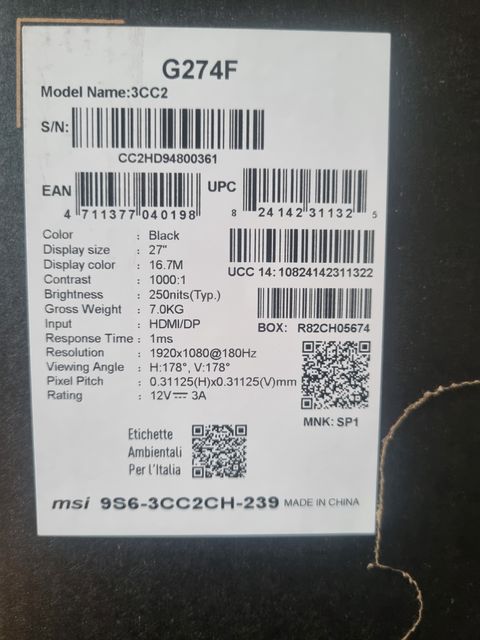 G274F
Model Name:3CC2
S/N:
CC2HD94800361
EAN
4 711377 040198
UPC
8 24142 31132 5
Color : Black
Display size : 27"
Display color : 16.7M
Contrast : 1000:1
Brightness : 250nits(Typ.)
Gross Weight : 7.0KG
Input : HDMI/DP
Response Time : 1ms
Resolution : 1920x1080@180Hz
Viewing Angle : H:178°, V:178°
Pixel Pitch : 0.31125(H)x0.31125(V)mm
Rating : 12V⎓ 3A
UCC 14: 10824142311322
BOX: R82CH05674
MNK: SP1
Etichette
Ambientali
Per l'Italia
msi 9S6-3CC2CH-239 MADE IN CHINA